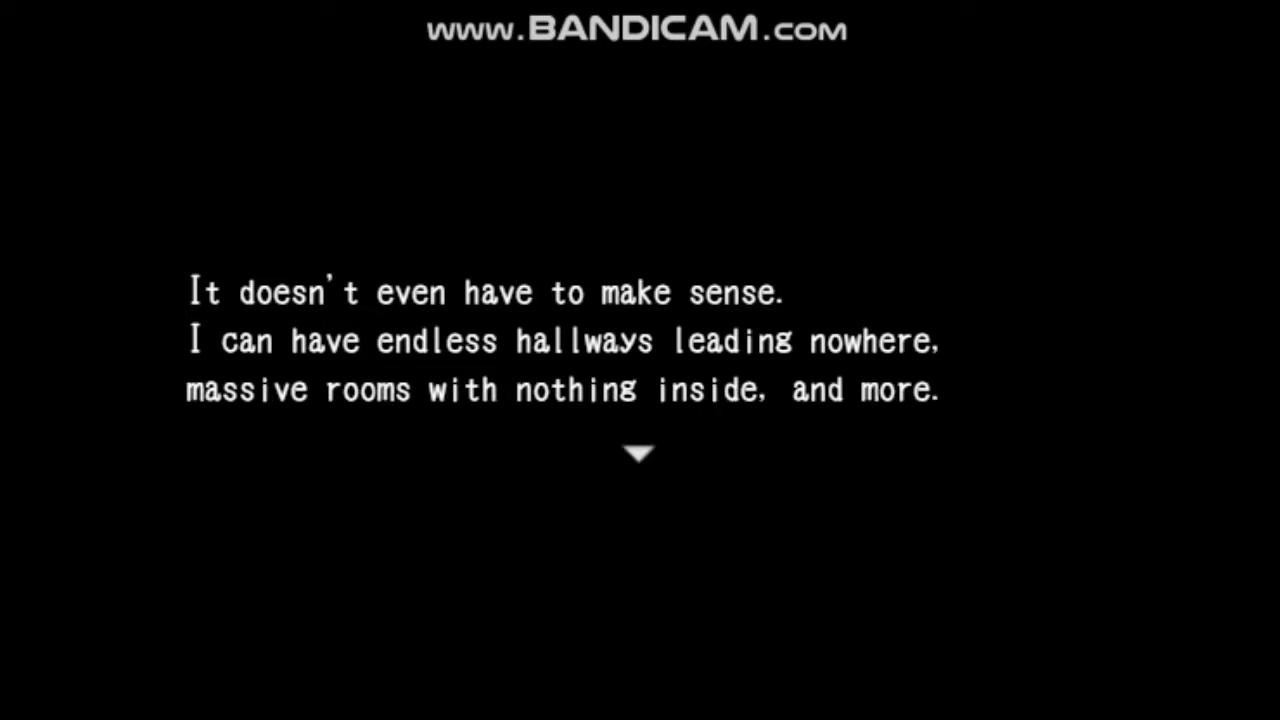 www.BANDICAM.com
It doesn't even have to make sense.
I can have endless hallways leading nowhere,
massive rooms with nothing inside, and more.